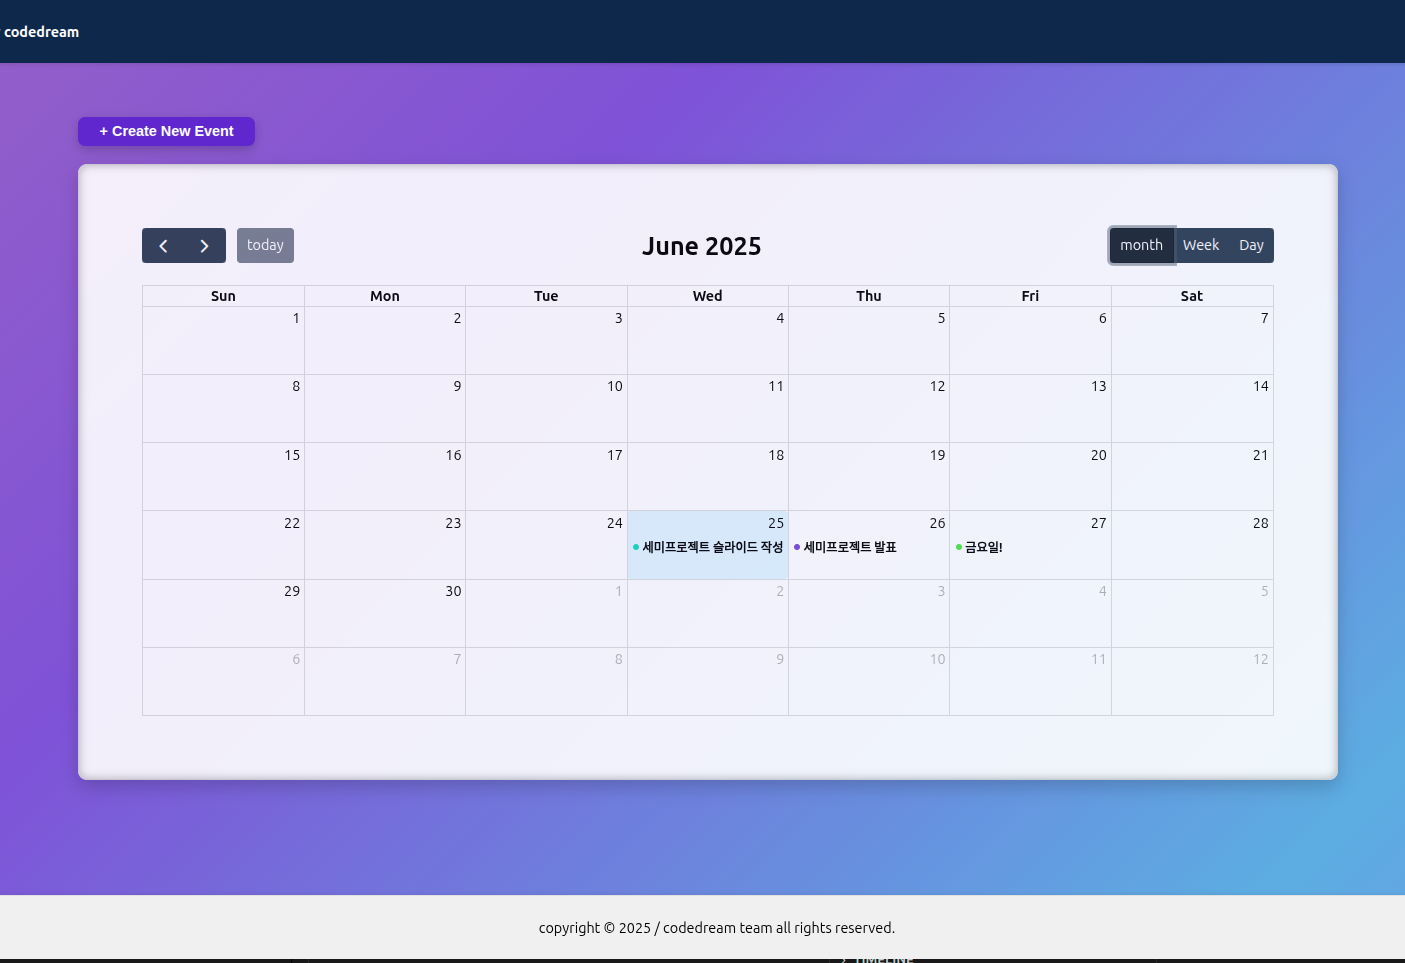 codedream
+ Create New Event
today
June 2025
month Week Day
Sun Mon Tue Wed Thu Fri Sat
1 2 3 4 5 6 7
8 9 10 11 12 13 14
15 16 17 18 19 20 21
22 23 24 25 26 27 28
세미프로젝트 슬라이드 작성 세미프로젝트 발표 금요일!
29 30 1 2 3 4 5
6 7 8 9 10 11 12
copyright © 2025 / codedream team all rights reserved.